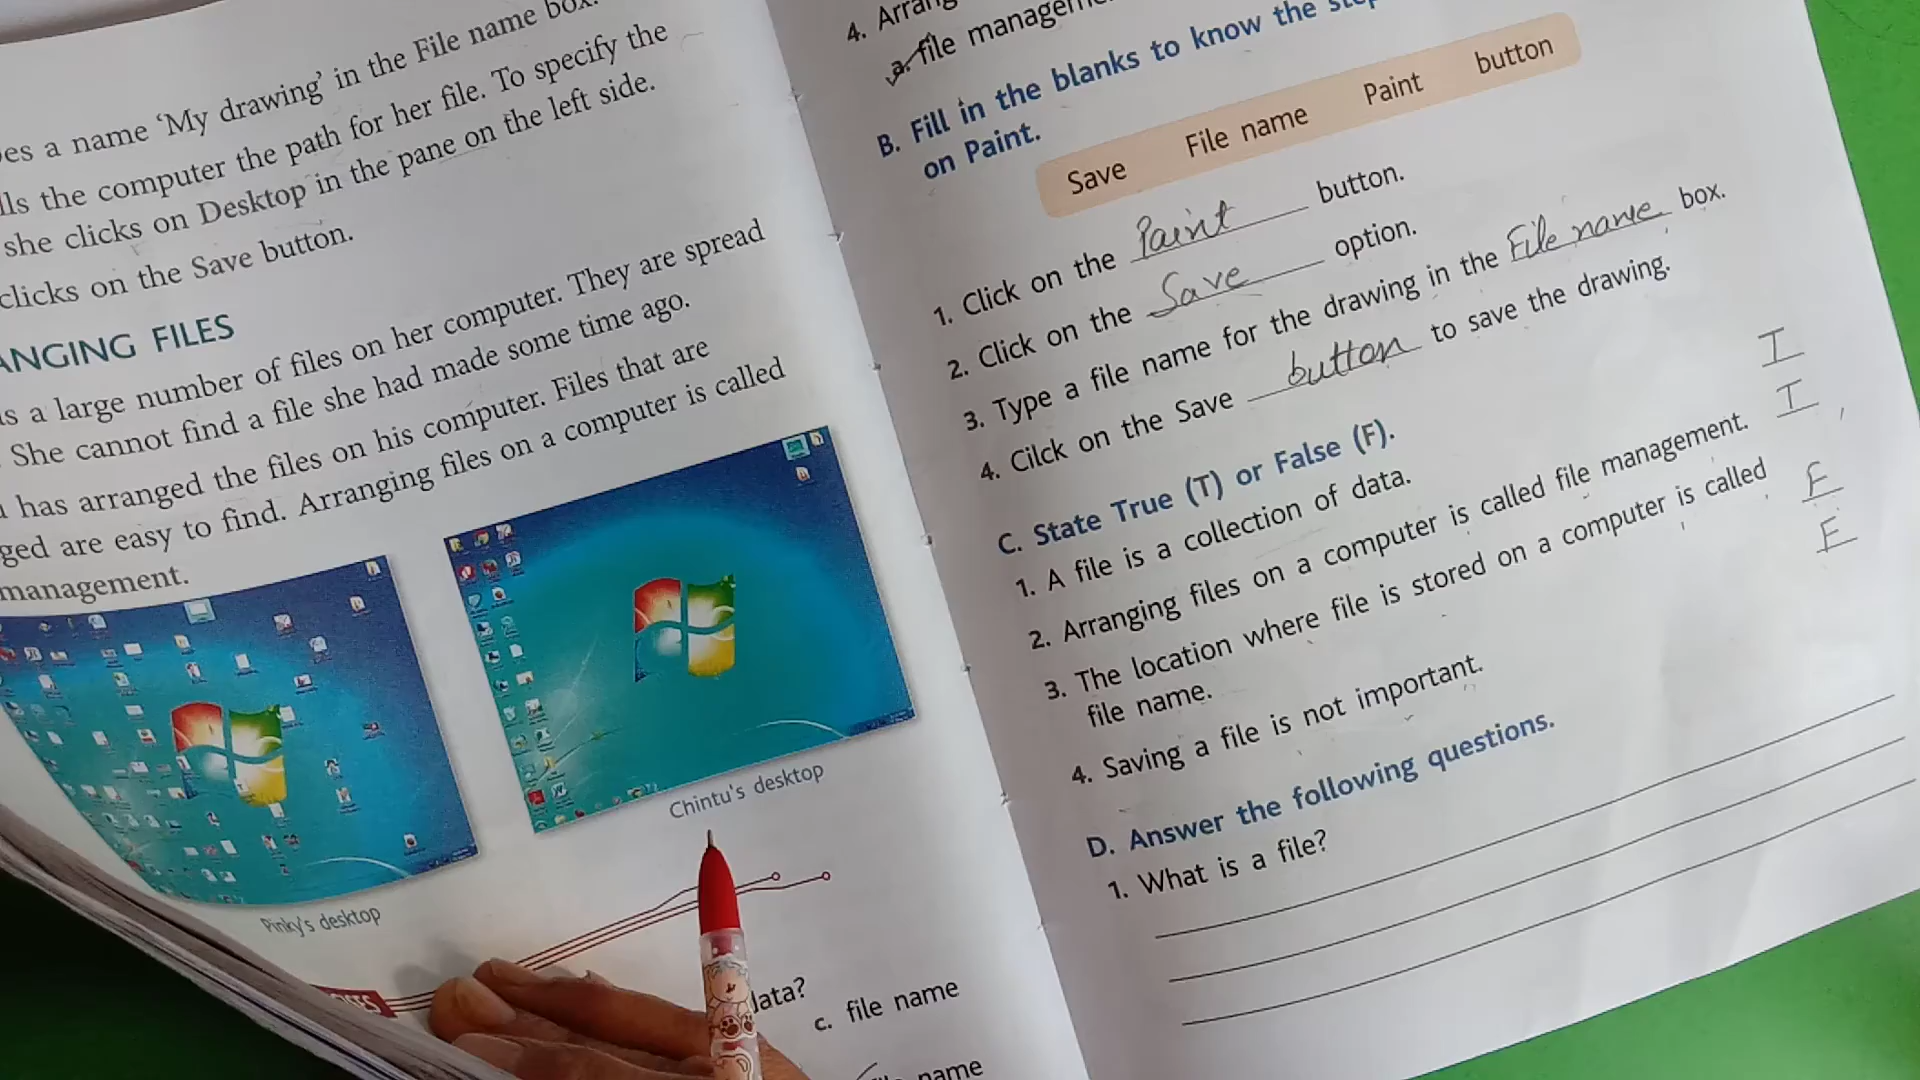 es a name ‘My drawing’ in the File name box.
lls the computer the path for her file. To specify the
she clicks on Desktop in the pane on the left side.
clicks on the Save button.
ANGING FILES
s a large number of files on her computer. They are spread
She cannot find a file she had made some time ago.
has arranged the files on his computer. Files that are
ged are easy to find. Arranging files on a computer is called
management.
Pinky's desktop
Chintu's desktop
data?
c. file name
name
4. Arrang
a. file managem
B. Fill in the blanks to know the step
on Paint.
Save File name Paint button
1. Click on the Paint button.
2. Click on the Save option.
3. Type a file name for the drawing in the File name box.
4. Cilck on the Save button to save the drawing.
C. State True (T) or False (F).
1. A file is a collection of data. T
2. Arranging files on a computer is called file management. T
3. The location where file is stored on a computer is called F
file name.
4. Saving a file is not important. F
D. Answer the following questions.
1. What is a file?